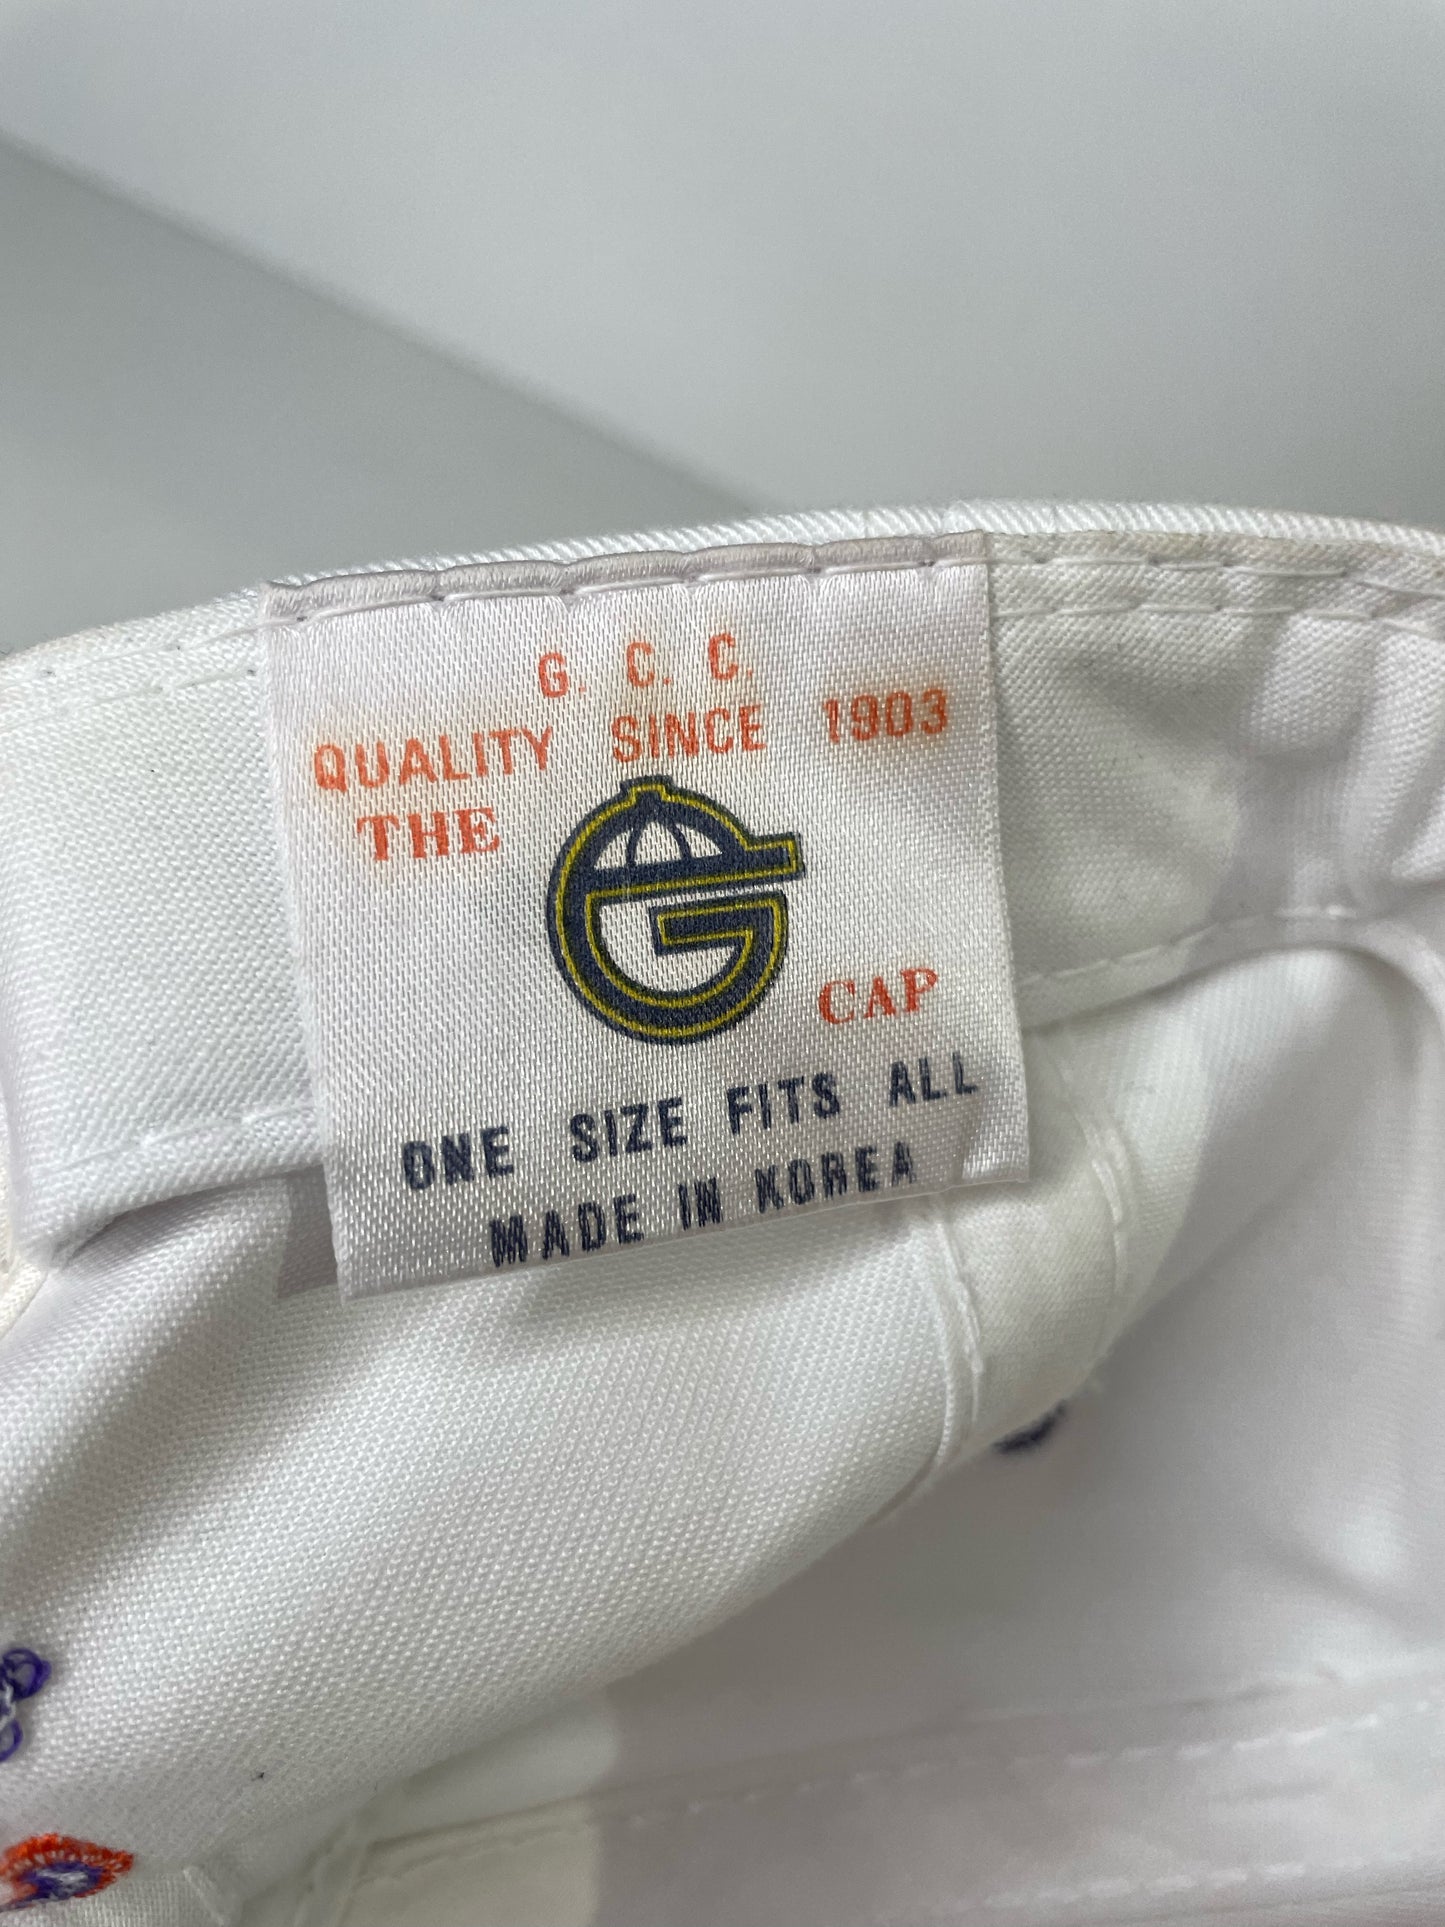 G. C. C.
QUALITY SINCE 1903
THE G CAP
ONE SIZE FITS ALL
MADE IN KOREA